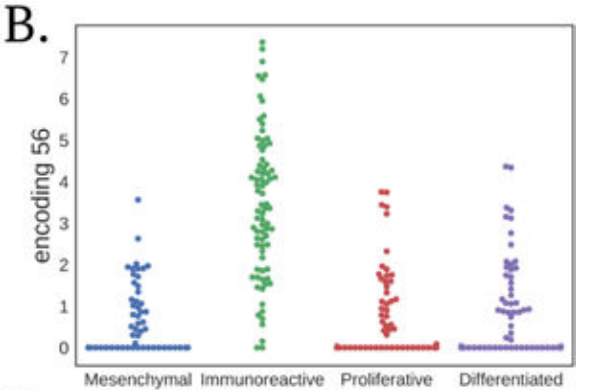 B.
7
6
5
4
3
2
1
0
encoding 56
Mesenchymal Immunoreactive Proliferative Differentiated